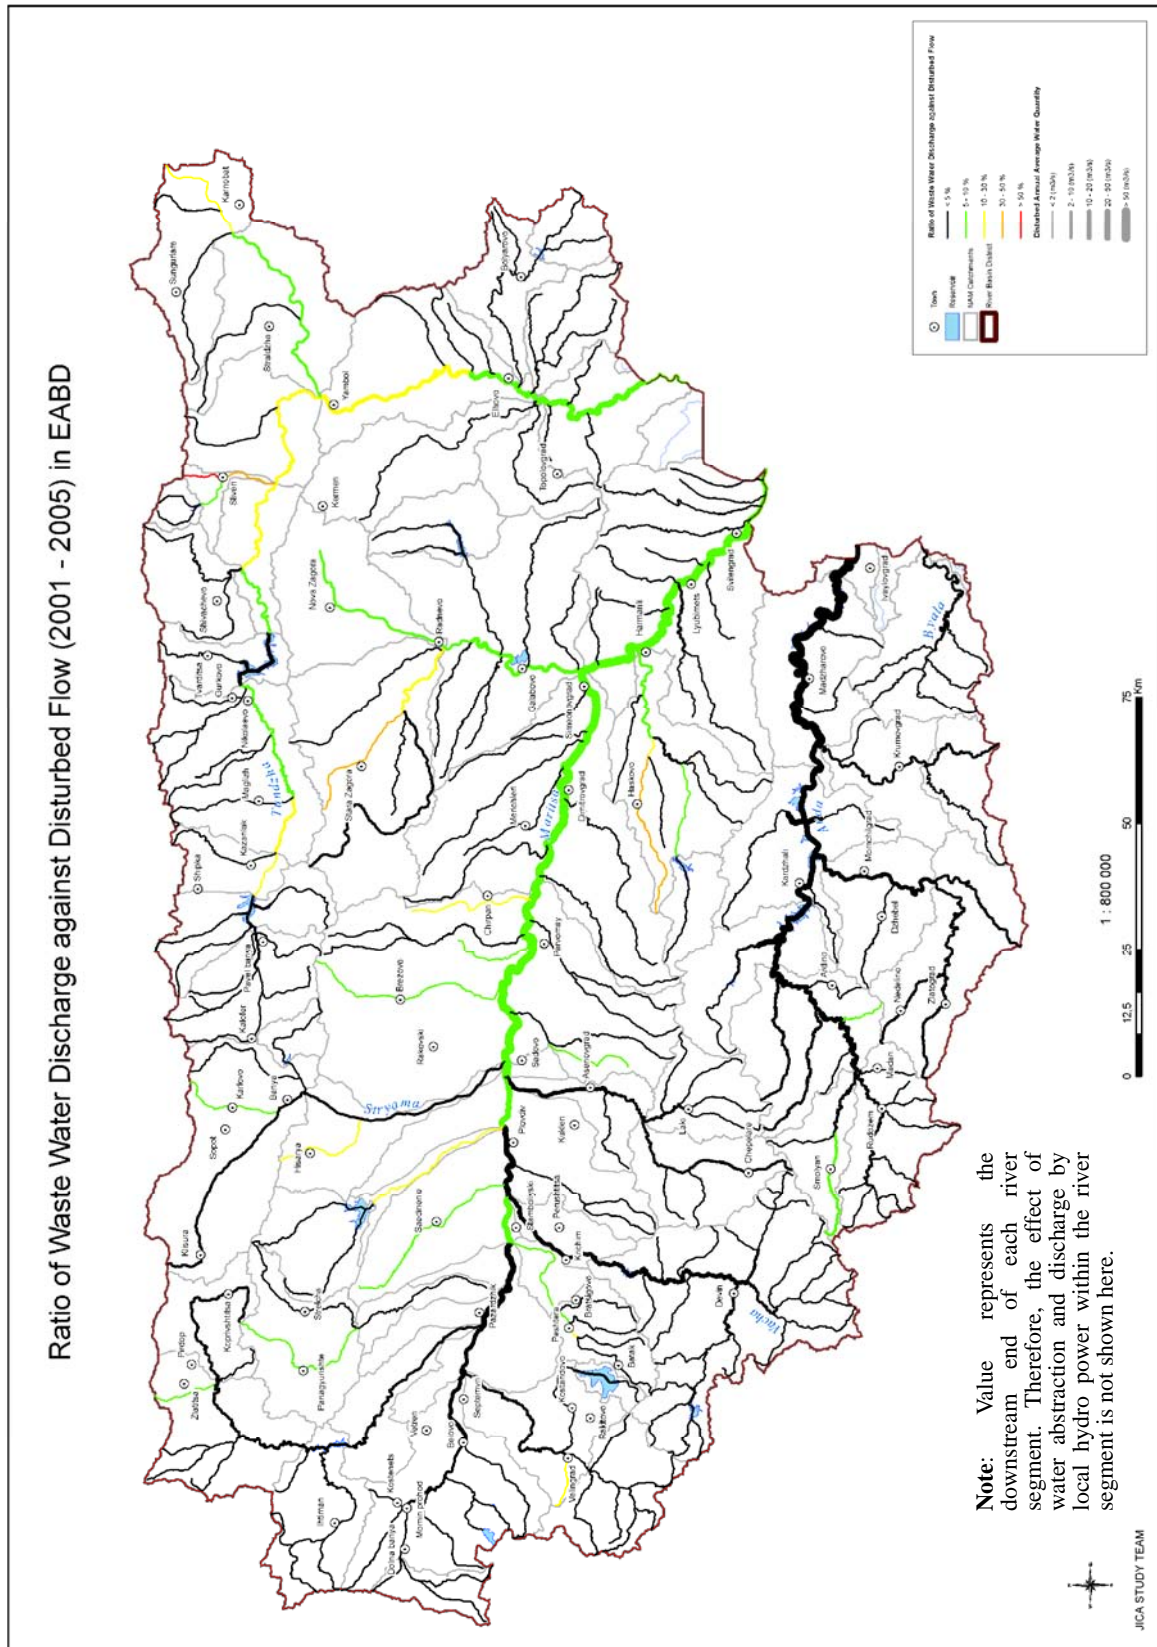 Ratio of Waste Water Discharge against Disturbed Flow (2001 - 2005) in EABD
Karnobat
Sungurlare
Straldzha
Yambol
Bolyarovo
Elhovo
Topolovgrad
Sliven
Kermen
Nova Zagora
Shivachevo
Tvarditsa
Gurkovo
Nikolaevo
Maglizh
Tundzha
Kazanlak
Shipka
Pavel banya
Kalofer
Karlovo
Banya
Sopot
Hisarya
Klisura
Stryama
Radnevo
Galabovo
Simeonovgrad
Harmanli
Lyubimets
Svilengrad
Stara Zagora
Merichleri
Maritsa
Dimitrovgrad
Haskovo
Chirpan
Parvomay
Brezovo
Rakovski
Sadovo
Asenovgrad
Plovdiv
Kuklen
Laki
Chepelare
Saedinenie
Stamboliyski
Perushtitsa
Krichim
Bratsigovo
Peshtera
Batak
Kostandovo
Rakitovo
Velingrad
Devin
Vacha
Pazardzhik
Septemvri
Belovo
Vetren
Kostenets
Momin prohod
Dolna banya
Ihtiman
Panagyurishte
Strelcha
Koprivshtitsa
Pirdop
Zlatitsa
Ivaylovgrad
Byala
Madzharovo
Krumovgrad
Arda
Momchilgrad
Kardzhali
Dzhebel
Ardino
Nedelino
Zlatograd
Madan
Rudozem
Smolyan
Town
Reservoir
NAM Catchments
River Basin District
Ratio of Waste Water Discharge against Disturbed Flow
< 5 %
5 - 10 %
10 - 30 %
30 - 50 %
> 50 %
Disturbed Annual Average Water Quantity
< 2 (m3/s)
2 - 10 (m3/s)
10 - 20 (m3/s)
20 - 50 (m3/s)
> 50 (m3/s)
1 : 800 000
0 12,5 25 50 75 Km
Note: Value represents the
downstream end of each river
segment. Therefore, the effect of
water abstraction and discharge by
local hydro power within the river
segment is not shown here.
JICA STUDY TEAM